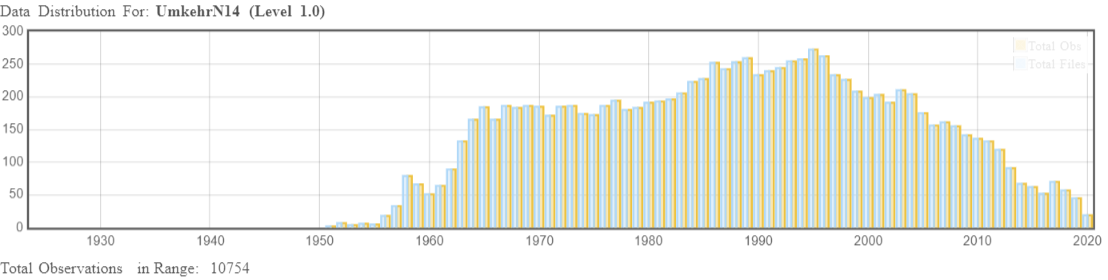 Data Distribution For: UmkehrN14 (Level 1.0)
300
250
200
150
100
50
0
Total Obs
Total Files
1930 1940 1950 1960 1970 1980 1990 2000 2010 2020
Total Observations in Range: 10754